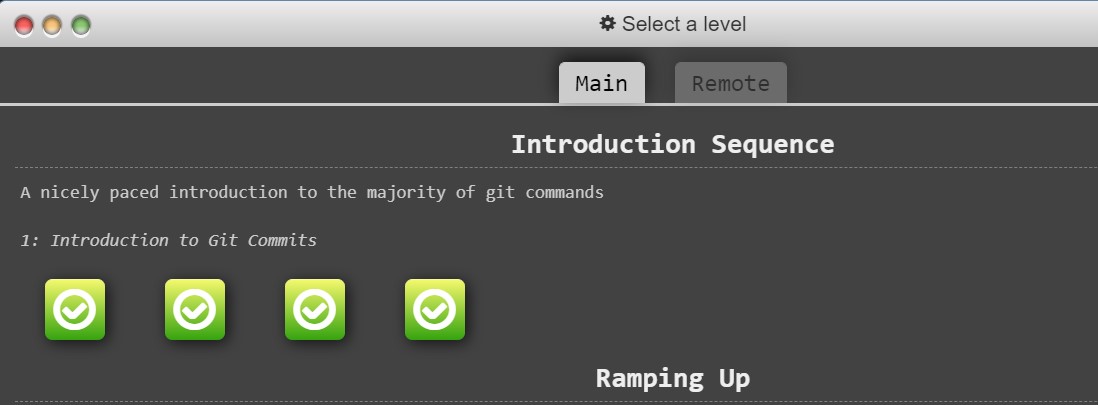 Select a level
Main
Remote
Introduction Sequence
A nicely paced introduction to the majority of git commands
1: Introduction to Git Commits
Ramping Up